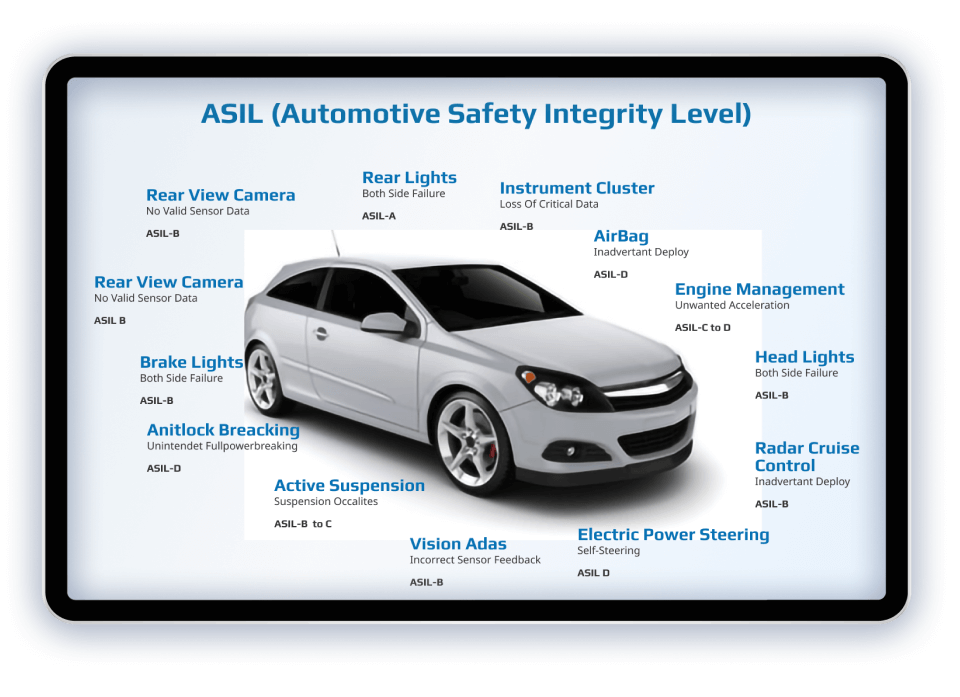 ASIL (Automotive Safety Integrity Level)
Rear Lights
Both Side Failure
ASIL-A
Rear View Camera
No Valid Sensor Data
ASIL-B
Instrument Cluster
Loss Of Critical Data
ASIL-B
AirBag
Inadvertant Deploy
ASIL-D
Rear View Camera
No Valid Sensor Data
ASIL B
Engine Management
Unwanted Acceleration
ASIL-C to D
Brake Lights
Both Side Failure
ASIL-B
Head Lights
Both Side Failure
ASIL-B
Anitlock Breacking
Unintendet Fullpowerbreaking
ASIL-D
Radar Cruise
Control
Inadvertant Deploy
ASIL-B
Active Suspension
Suspension Occalites
ASIL-B to C
Vision Adas
Incorrect Sensor Feedback
ASIL-B
Electric Power Steering
Self-Steering
ASIL D